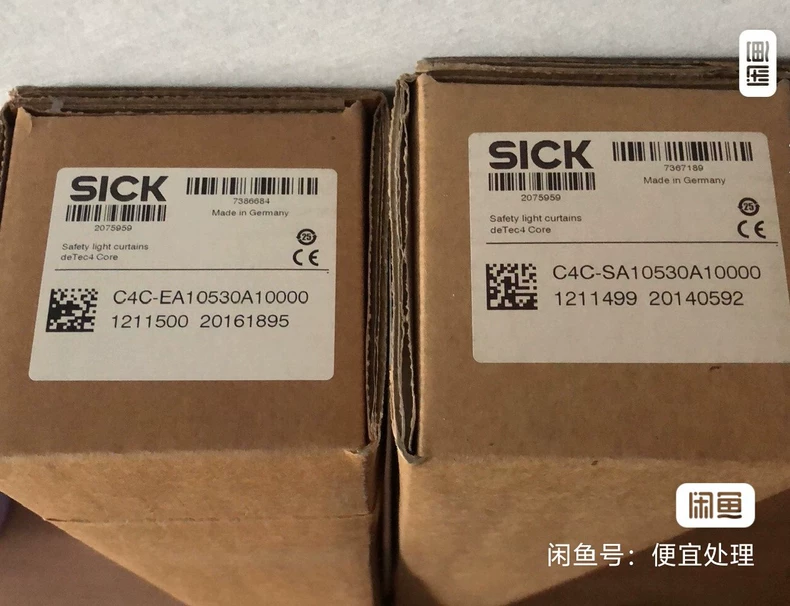 SICK
7386684
2075959
Made in Germany
Safety light curtains
deTec4 Core
25
CE
C4C-EA10530A10000
1211500 20161895
SICK
7367189
2075959
Made in Germany
Safety light curtains
deTec4 Core
25
CE
C4C-SA10530A10000
1211499 20140592
闲鱼
闲鱼
闲鱼号：便宜处理